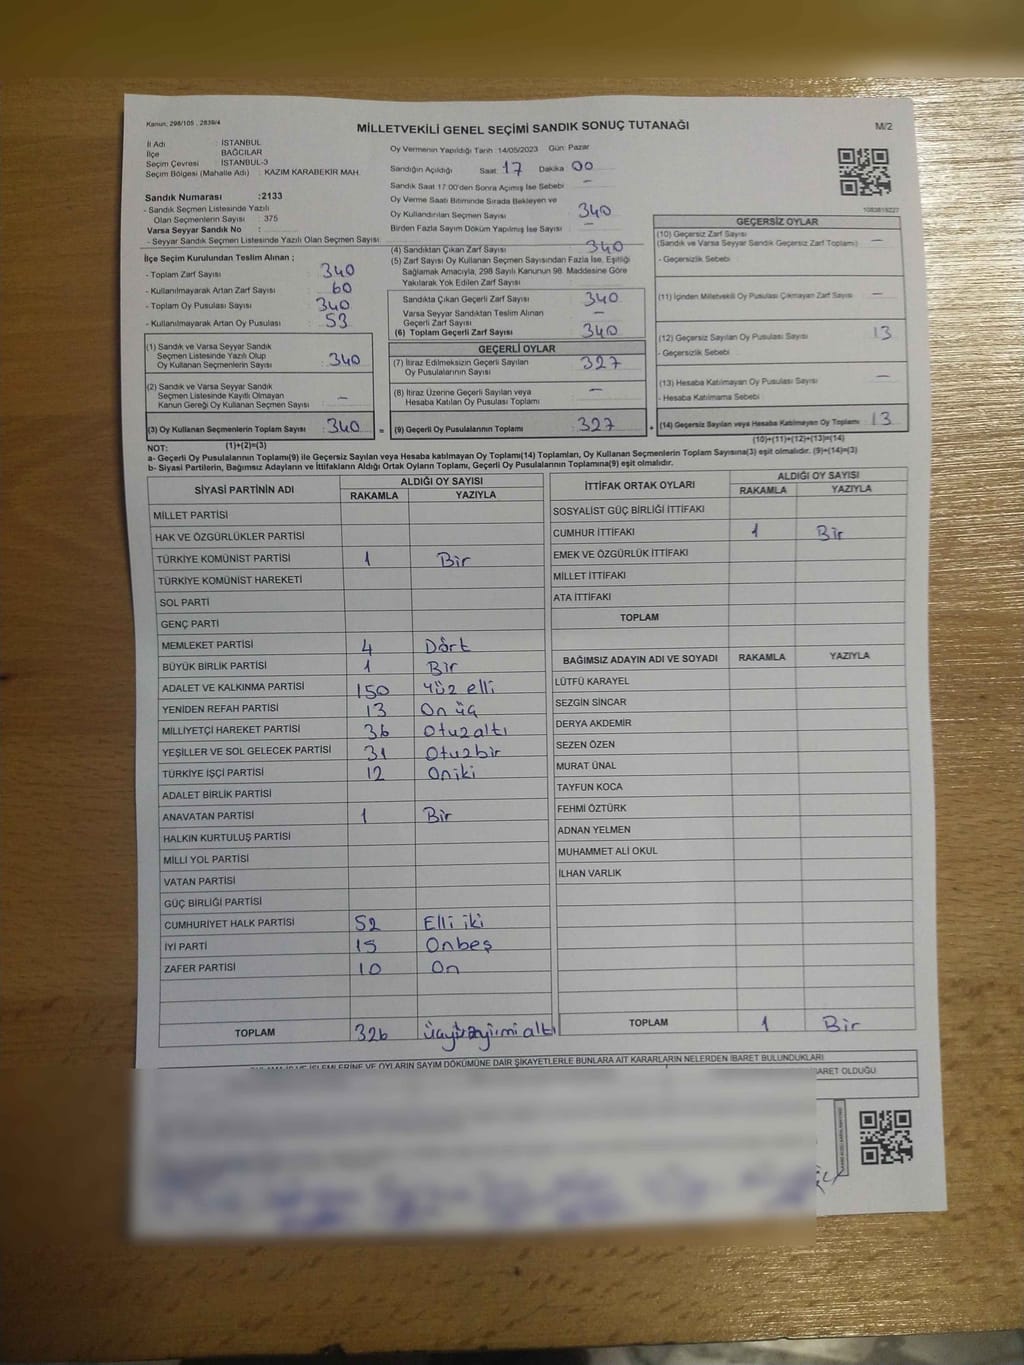 Kanun, 298/105 , 2839/4
MİLLETVEKİLİ GENEL SEÇİMİ SANDIK SONUÇ TUTANAĞI
M/2
İl Adı : İSTANBUL
İlçe : BAĞCILAR
Seçim Çevresi : İSTANBUL-3
Seçim Bölgesi (Mahalle Adı) : KAZIM KARABEKİR MAH.
Sandık Numarası :2133
- Sandık Seçmen Listesinde Yazılı
Olan Seçmenlerin Sayısı : 375
Varsa Seyyar Sandık No :
- Seyyar Sandık Seçmen Listesinde Yazılı Olan Seçmen Sayısı:
İlçe Seçim Kurulundan Teslim Alınan ;
- Toplam Zarf Sayısı : 340
- Kullanılmayarak Artan Zarf Sayısı : 60
- Toplam Oy Pusulası Sayısı : 340
- Kullanılmayarak Artan Oy Pusulası : 53
(1) Sandık ve Varsa Seyyar Sandık
Seçmen Listesinde Yazılı Olup
Oy Kullanan Seçmenlerin Sayısı : 340
(2) Sandık ve Varsa Seyyar Sandık
Seçmen Listesinde Kayıtlı Olmayan
Kanun Gereği Oy Kullanan Seçmen Sayısı : -
(3) Oy Kullanan Seçmenlerin Toplam Sayısı : 340 =
Oy Vermenin Yapıldığı Tarih :14/05/2023 Gün: Pazar
Sandığın Açıldığı Saat : 17 Dakika 00
Sandık Saat 17:00'den Sonra Açımış İse Sebebi : -
Oy Verme Saati Bitiminde Sırada Bekleyen ve
Oy Kullandırılan Seçmen Sayısı : 340
Birden Fazla Sayım Döküm Yapılmış İse Sayısı : -
(4) Sandıktan Çıkan Zarf Sayısı : 340
(5) Zarf Sayısı Oy Kullanan Seçmen Sayısından Fazla İse, Eşitliği
Sağlamak Amacıyla, 298 Sayılı Kanunun 98. Maddesine Göre
Yakılarak Yok Edilen Zarf Sayısı :
Sandıkta Çıkan Geçerli Zarf Sayısı : 340
Varsa Seyyar Sandıktan Teslim Alınan
Geçerli Zarf Sayısı : -
(6) Toplam Geçerli Zarf Sayısı : 340
GEÇERLİ OYLAR
(7) İtiraz Edilmeksizin Geçerli Sayılan
Oy Pusulalarının Sayısı : 327
(8) İtiraz Üzerine Geçerli Sayılan veya
Hesaba Katılan Oy Pusulası Toplamı : -
(9) Geçerli Oy Pusulalarının Toplamı : 327 +
1083819227
GEÇERSİZ OYLAR
(10) Geçersiz Zarf Sayısı
(Sandık ve Varsa Seyyar Sandık Geçersiz Zarf Toplamı) : -
- Geçersizlik Sebebi :
(11) İçinden Milletvekili Oy Pusulası Çıkmayan Zarf Sayısı : -
(12) Geçersiz Sayılan Oy Pusulası Sayısı : 13
- Geçersizlik Sebebi :
(13) Hesaba Katılmayan Oy Pusulası Sayısı : -
- Hesaba Katılmama Sebebi :
(14) Geçersiz Sayılan veya Hesaba Katılmayan Oy Toplamı : 13
NOT: (1)+(2)=(3) (10)+(11)+(12)+(13)=(14)
a- Geçerli Oy Pusulalarının Toplamı(9) ile Geçersiz Sayılan veya Hesaba katılmayan Oy Toplamı(14) Toplamları, Oy Kullanan Seçmenlerin Toplam Sayısına(3) eşit olmalıdır. (9)+(14)=(3)
b- Siyasi Partilerin, Bağımsız Adayların ve İttifakların Aldığı Ortak Oyların Toplamı, Geçerli Oy Pusulalarının Toplamına(9) eşit olmalıdır.
SİYASİ PARTİNİN ADI ALDIĞI OY SAYISI
RAKAMLA YAZIYLA
MİLLET PARTİSİ
HAK VE ÖZGÜRLÜKLER PARTİSİ
TÜRKİYE KOMÜNİST PARTİSİ 1 Bir
TÜRKİYE KOMÜNİST HAREKETİ
SOL PARTİ
GENÇ PARTİ
MEMLEKET PARTİSİ 4 Dört
BÜYÜK BİRLİK PARTİSİ 1 Bir
ADALET VE KALKINMA PARTİSİ 150 Yüz elli
YENİDEN REFAH PARTİSİ 13 On üç
MİLLİYETÇİ HAREKET PARTİSİ 36 Otuzaltı
YEŞİLLER VE SOL GELECEK PARTİSİ 31 Otuzbir
TÜRKİYE İŞÇİ PARTİSİ 12 Oniki
ADALET BİRLİK PARTİSİ
ANAVATAN PARTİSİ 1 Bir
HALKIN KURTULUŞ PARTİSİ
MİLLİ YOL PARTİSİ
VATAN PARTİSİ
GÜÇ BİRLİĞİ PARTİSİ
CUMHURİYET HALK PARTİSİ 52 Elli iki
İYİ PARTİ 15 Onbeş
ZAFER PARTİSİ 10 On
TOPLAM 326
İTTİFAK ORTAK OYLARI ALDIĞI OY SAYISI
RAKAMLA YAZIYLA
SOSYALİST GÜÇ BİRLİĞİ İTTİFAKI
CUMHUR İTTİFAKI 1 Bir
EMEK VE ÖZGÜRLÜK İTTİFAKI
MİLLET İTTİFAKI
ATA İTTİFAKI
TOPLAM
BAĞIMSIZ ADAYIN ADI VE SOYADI RAKAMLA YAZIYLA
LÜTFÜ KARAYEL
SEZGİN SİNCAR
DERYA AKDEMİR
SEZEN ÖZEN
MURAT ÜNAL
TAYFUN KOCA
FEHMİ ÖZTÜRK
ADNAN YELMEN
MUHAMMET ALİ OKUL
İLHAN VARLIK
TOPLAM 1 Bir
İŞLEMLERİNE VE OYLARIN SAYIM DÖKÜMÜNE DAİR ŞİKAYETLERLE BUNLARA AİT KARARLARIN NELERDEN İBARET BULUNDUKLARI
OLDUĞU